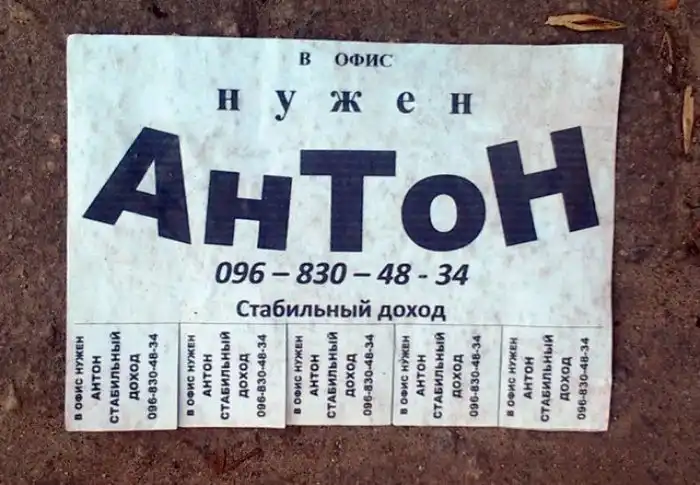 В ОФИС
нужен
АнТоН
096 – 830 – 48 - 34
Стабильный доход
В ОФИС НУЖЕН
АНТОН
СТАБИЛЬНЫЙ
ДОХОД
096-830-48-34
В ОФИС НУЖЕН
АНТОН
СТАБИЛЬНЫЙ
ДОХОД
096-830-48-34
В ОФИС НУЖЕН
АНТОН
СТАБИЛЬНЫЙ
ДОХОД
096-830-48-34
В ОФИС НУЖЕН
АНТОН
СТАБИЛЬНЫЙ
ДОХОД
096-830-48-34
В ОФИС НУЖЕН
АНТОН
СТАБИЛЬНЫЙ
ДОХОД
096-830-48-34